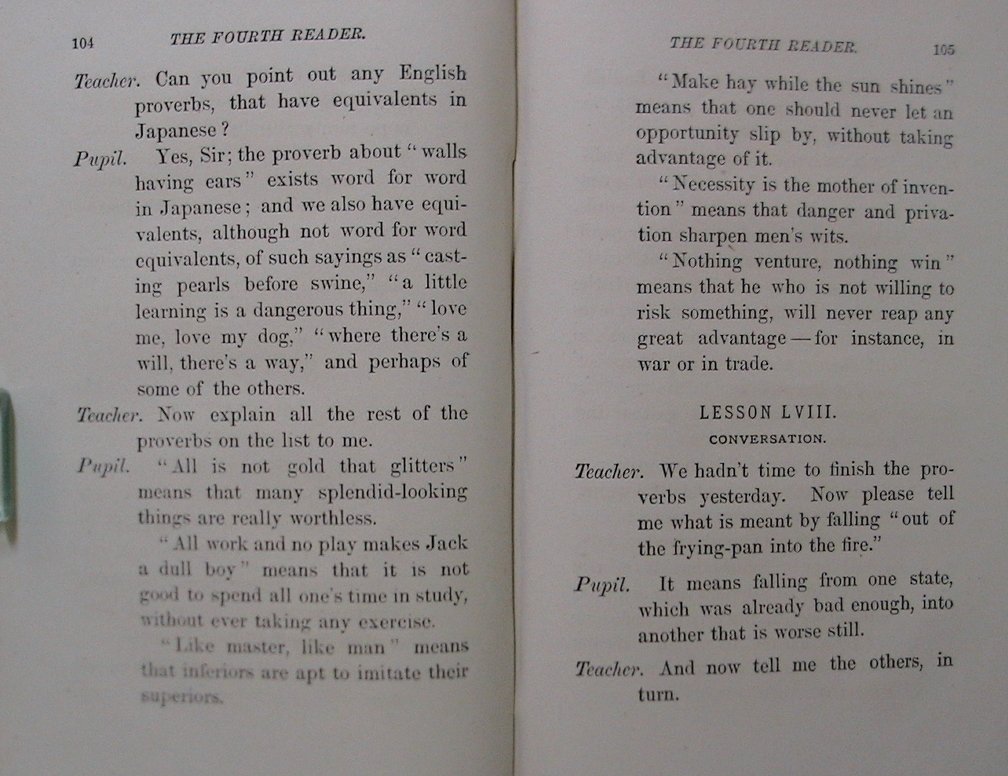 104
THE FOURTH READER.
Teacher. Can you point out any English
proverbs, that have equivalents in
Japanese?
Pupil. Yes, Sir; the proverb about “walls
having ears” exists word for word
in Japanese; and we also have equi-
valents, although not word for word
equivalents, of such sayings as “cast-
ing pearls before swine,” “a little
learning is a dangerous thing,” “love
me, love my dog,” “where there's a
will, there's a way,” and perhaps of
some of the others.
Teacher. Now explain all the rest of the
proverbs on the list to me.
Pupil. “All is not gold that glitters”
means that many splendid-looking
things are really worthless.
“All work and no play makes Jack
a dull boy” means that it is not
good to spend all one's time in study,
without ever taking any exercise.
“Like master, like man” means
that inferiors are apt to imitate their
superiors.
THE FOURTH READER.
105
“Make hay while the sun shines”
means that one should never let an
opportunity slip by, without taking
advantage of it.
“Necessity is the mother of inven-
tion” means that danger and priva-
tion sharpen men's wits.
“Nothing venture, nothing win”
means that he who is not willing to
risk something, will never reap any
great advantage—for instance, in
war or in trade.
LESSON LVIII.
CONVERSATION.
Teacher. We hadn't time to finish the pro-
verbs yesterday. Now please tell
me what is meant by falling “out of
the frying-pan into the fire.”
Pupil. It means falling from one state,
which was already bad enough, into
another that is worse still.
Teacher. And now tell me the others, in
turn.